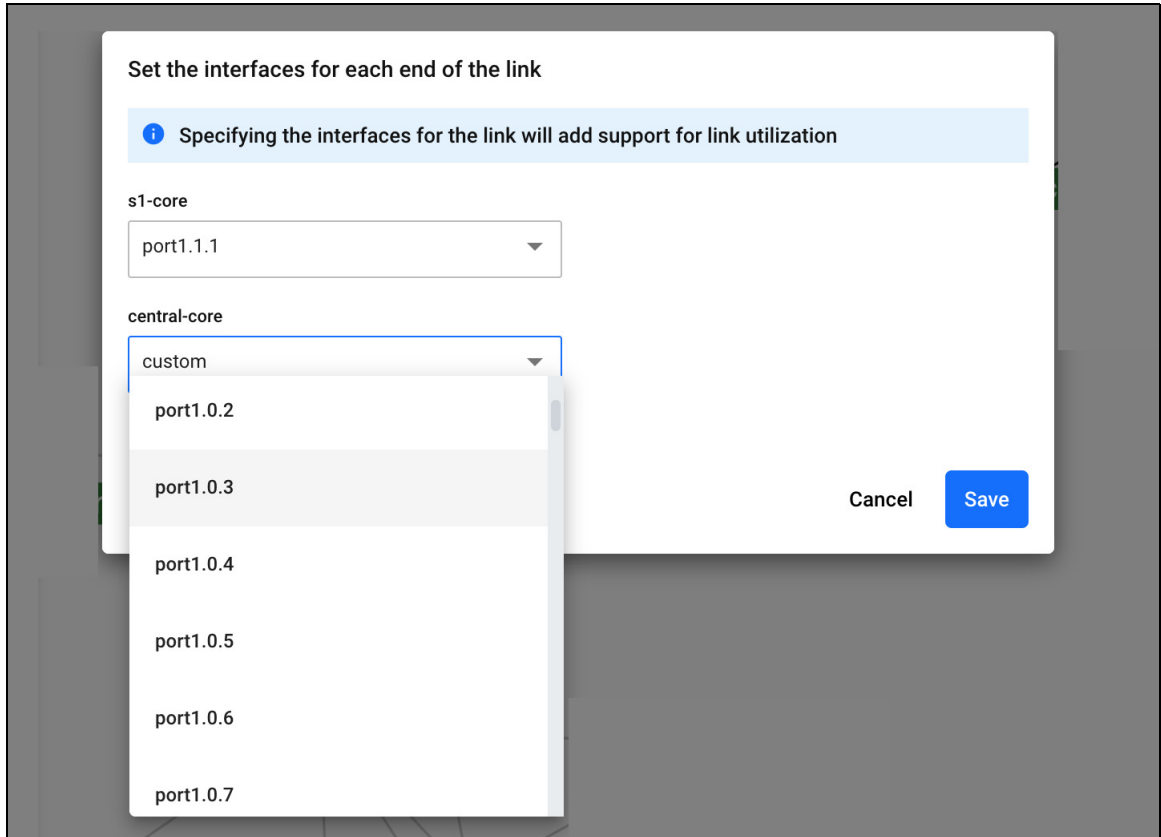 Set the interfaces for each end of the link
Specifying the interfaces for the link will add support for link utilization
s1-core
port1.1.1
central-core
custom
port1.0.2
port1.0.3
port1.0.4
port1.0.5
port1.0.6
port1.0.7
Cancel
Save